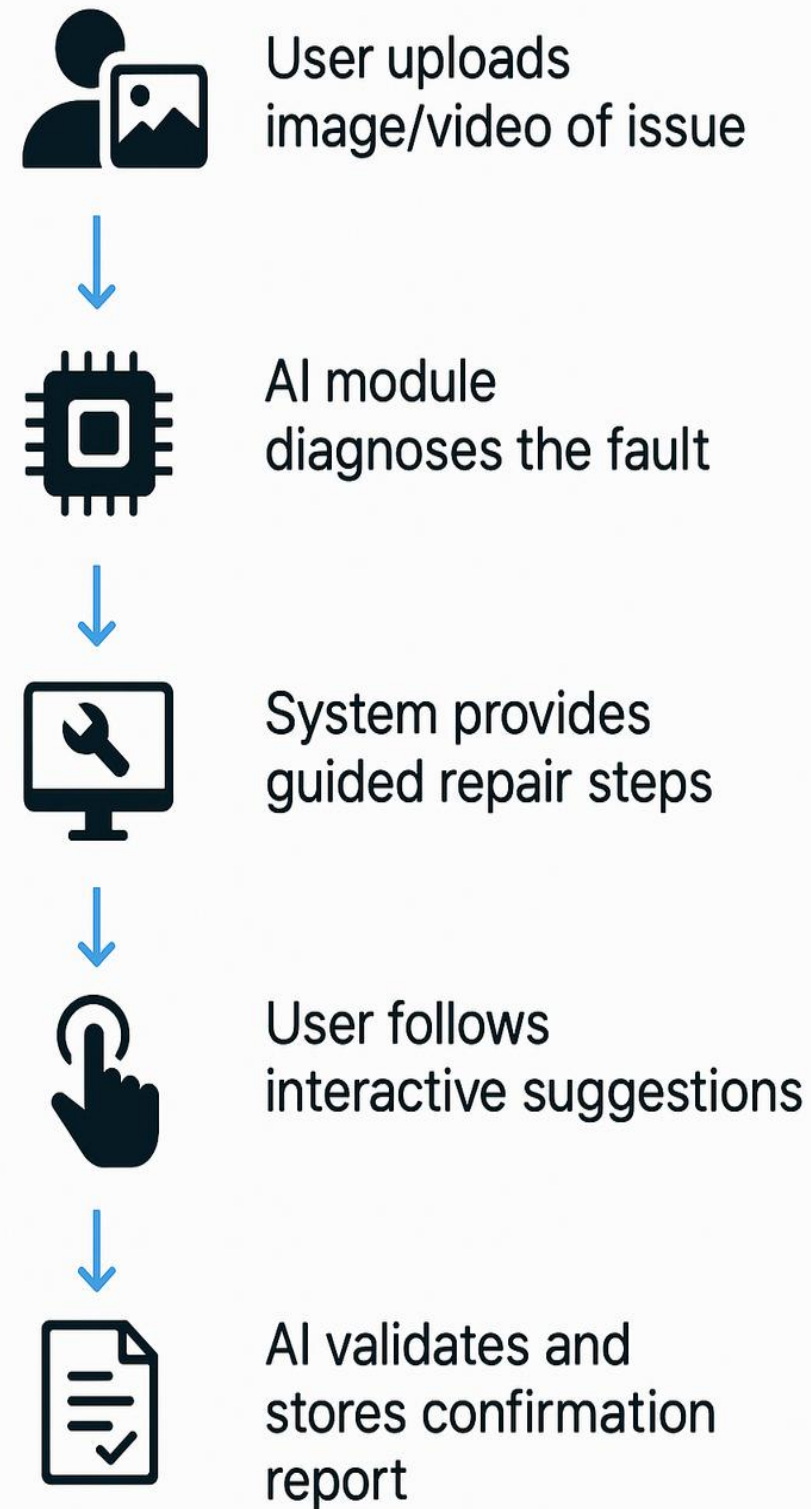 User uploads
image/video of issue
AI module
diagnoses the fault
System provides
guided repair steps
User follows
interactive suggestions
AI validates and
stores confirmation
report